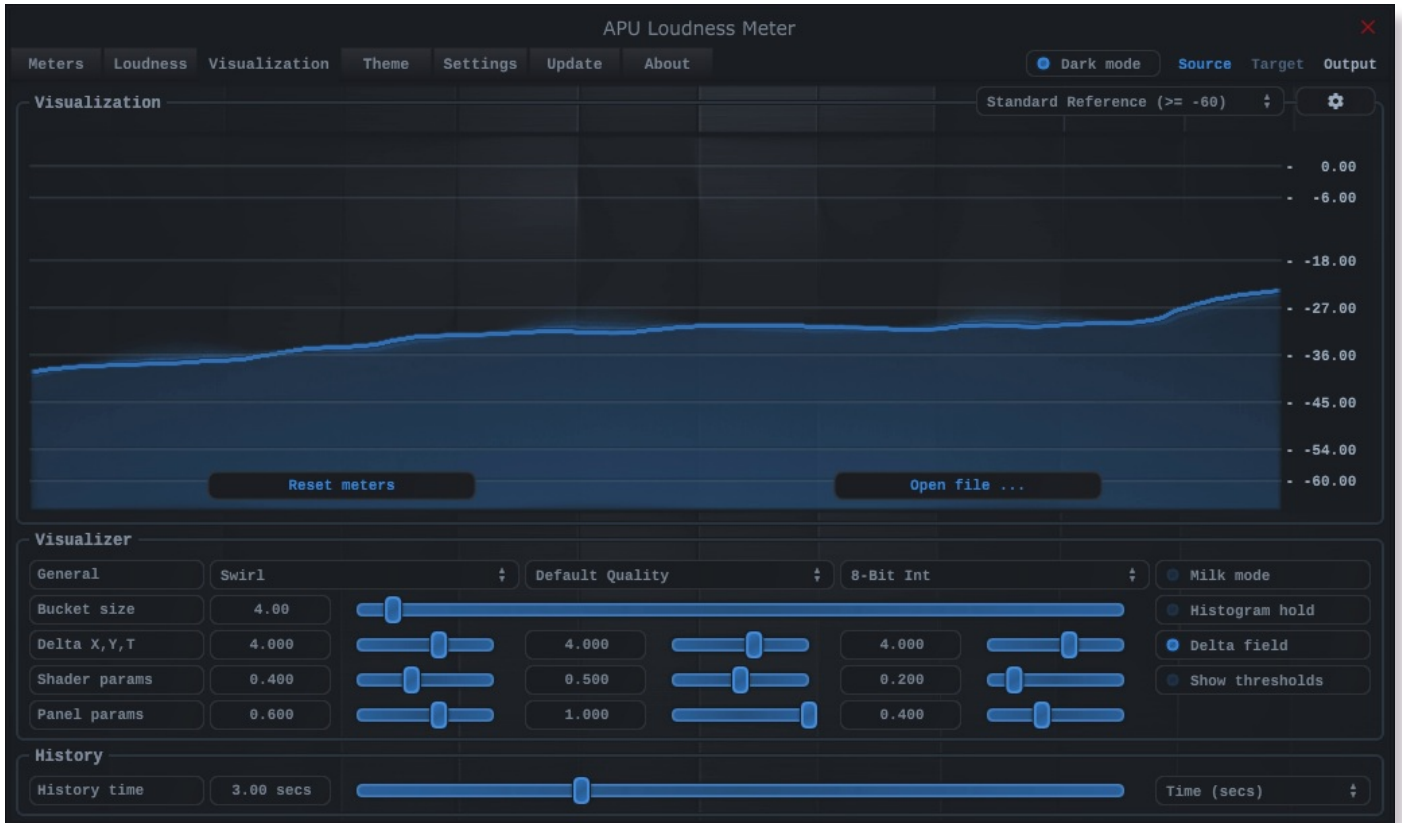 APU Loudness Meter
Meters Loudness Visualization Theme Settings Update About Dark mode Source Target Output
Visualization Standard Reference (>= -60)
- 0.00
- -6.00
- -18.00
- -27.00
- -36.00
- -45.00
- -54.00
- -60.00
Reset meters Open file ...
Visualizer
General Swirl Default Quality 8-Bit Int Milk mode
Bucket size 4.00 Histogram hold
Delta X,Y,T 4.000 4.000 4.000 Delta field
Shader params 0.400 0.500 0.200 Show thresholds
Panel params 0.600 1.000 0.400
History
History time 3.00 secs Time (secs)